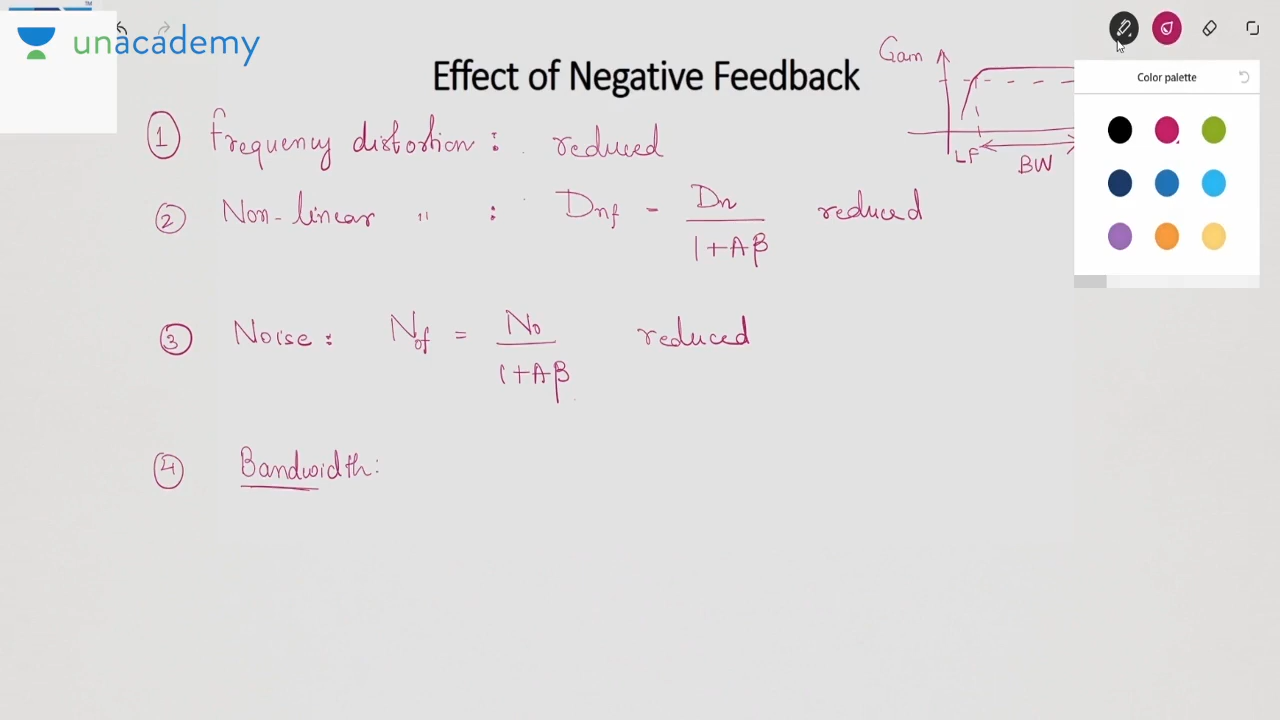 TM
unacademy
Effect of Negative Feedback
Gain
LF
BW
Color palette
① Frequency distortion : reduced
② Non-linear " : Dnf - Dn / 1+Aβ reduced
③ Noise : Nof = No / 1+Aβ reduced
④ Bandwidth :